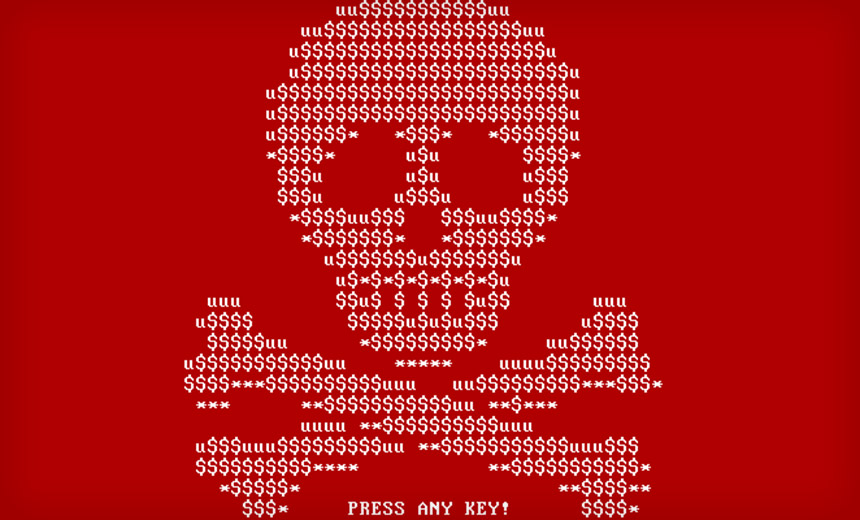 uu$$$$$$$$$$$$$uu
uu$$$$$$$$$$$$$$$$$uu
u$$$$$$$$$$$$$$$$$$$$$u
u$$$$$$$$$$$$$$$$$$$$$$$u
u$$$$$$$$$$$$$$$$$$$$$$$$$u
u$$$$$$$$$$$$$$$$$$$$$$$$$u
u$$$$$$* *$$$* *$$$$$$u
*$$$$* u$u $$$$*
$$$u u$u u$$$
$$$u u$$$u u$$$
*$$$$uu$$$ $$$uu$$$$*
*$$$$$$$* *$$$$$$$*
u$$$$$$$u$$$$$$$u
u$*$*$*$*$*$*$u
uuu $$u$ $ $ $ $u$$ uuu
u$$$$ $$$$$u$u$u$$$ u$$$$
$$$$$uu *$$$$$$$$$* uu$$$$$$
u$$$$$$$$$$$uu ***** uuuu$$$$$$$$$
$$$$***$$$$$$$$$$uuu uu$$$$$$$$$***$$$*
*** **$$$$$$$$$$$uu **$***
uuuu **$$$$$$$$$$uuu
u$$$uuu$$$$$$$$$uu **$$$$$$$$$$$uuu$$$
$$$$$$$$$$**** **$$$$$$$$$$$*
*$$$$$* **$$$$**
$$$* PRESS ANY KEY! $$$$*